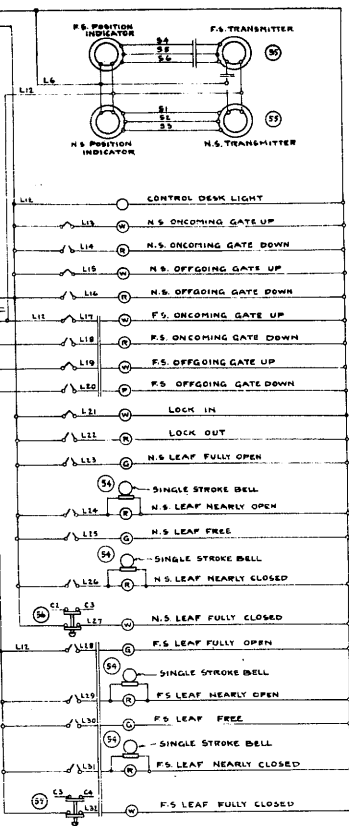 F.S. POSITION INDICATOR
F.S. TRANSMITTER
S4
S5
S6
L6
L12
S1
S2
S3
55
N.S. POSITION INDICATOR
N.S. TRANSMITTER
L12 CONTROL DESK LIGHT
L13 W N.S. ONCOMING GATE UP
L14 R N.S. ONCOMING GATE DOWN
L15 W N.S. OFFGOING GATE UP
L16 R N.S. OFFGOING GATE DOWN
L12 L17 W F.S. ONCOMING GATE UP
L18 R F.S. ONCOMING GATE DOWN
L19 W F.S. OFFGOING GATE UP
L20 F.S OFFGOING GATE DOWN
L21 W LOCK IN
L22 R LOCK OUT
L23 G N.S LEAF FULLY OPEN
54 SINGLE STROKE BELL
L24 R N.S. LEAF NEARLY OPEN
L25 G N.S LEAF FREE
54 SINGLE STROKE BELL
L26 R N.S. LEAF NEARLY CLOSED
56 C2 C3
L27 W N.S. LEAF FULLY CLOSED
L12 L28 G F.S LEAF FULLY OPEN
54 SINGLE STROKE BELL
L29 R F.S LEAF NEARLY OPEN
L30 G F.S LEAF FREE
54 SINGLE STROKE BELL
L31 R F.S. LEAF NEARLY CLOSED
57 C3 C4
L32 W F.S LEAF FULLY CLOSED